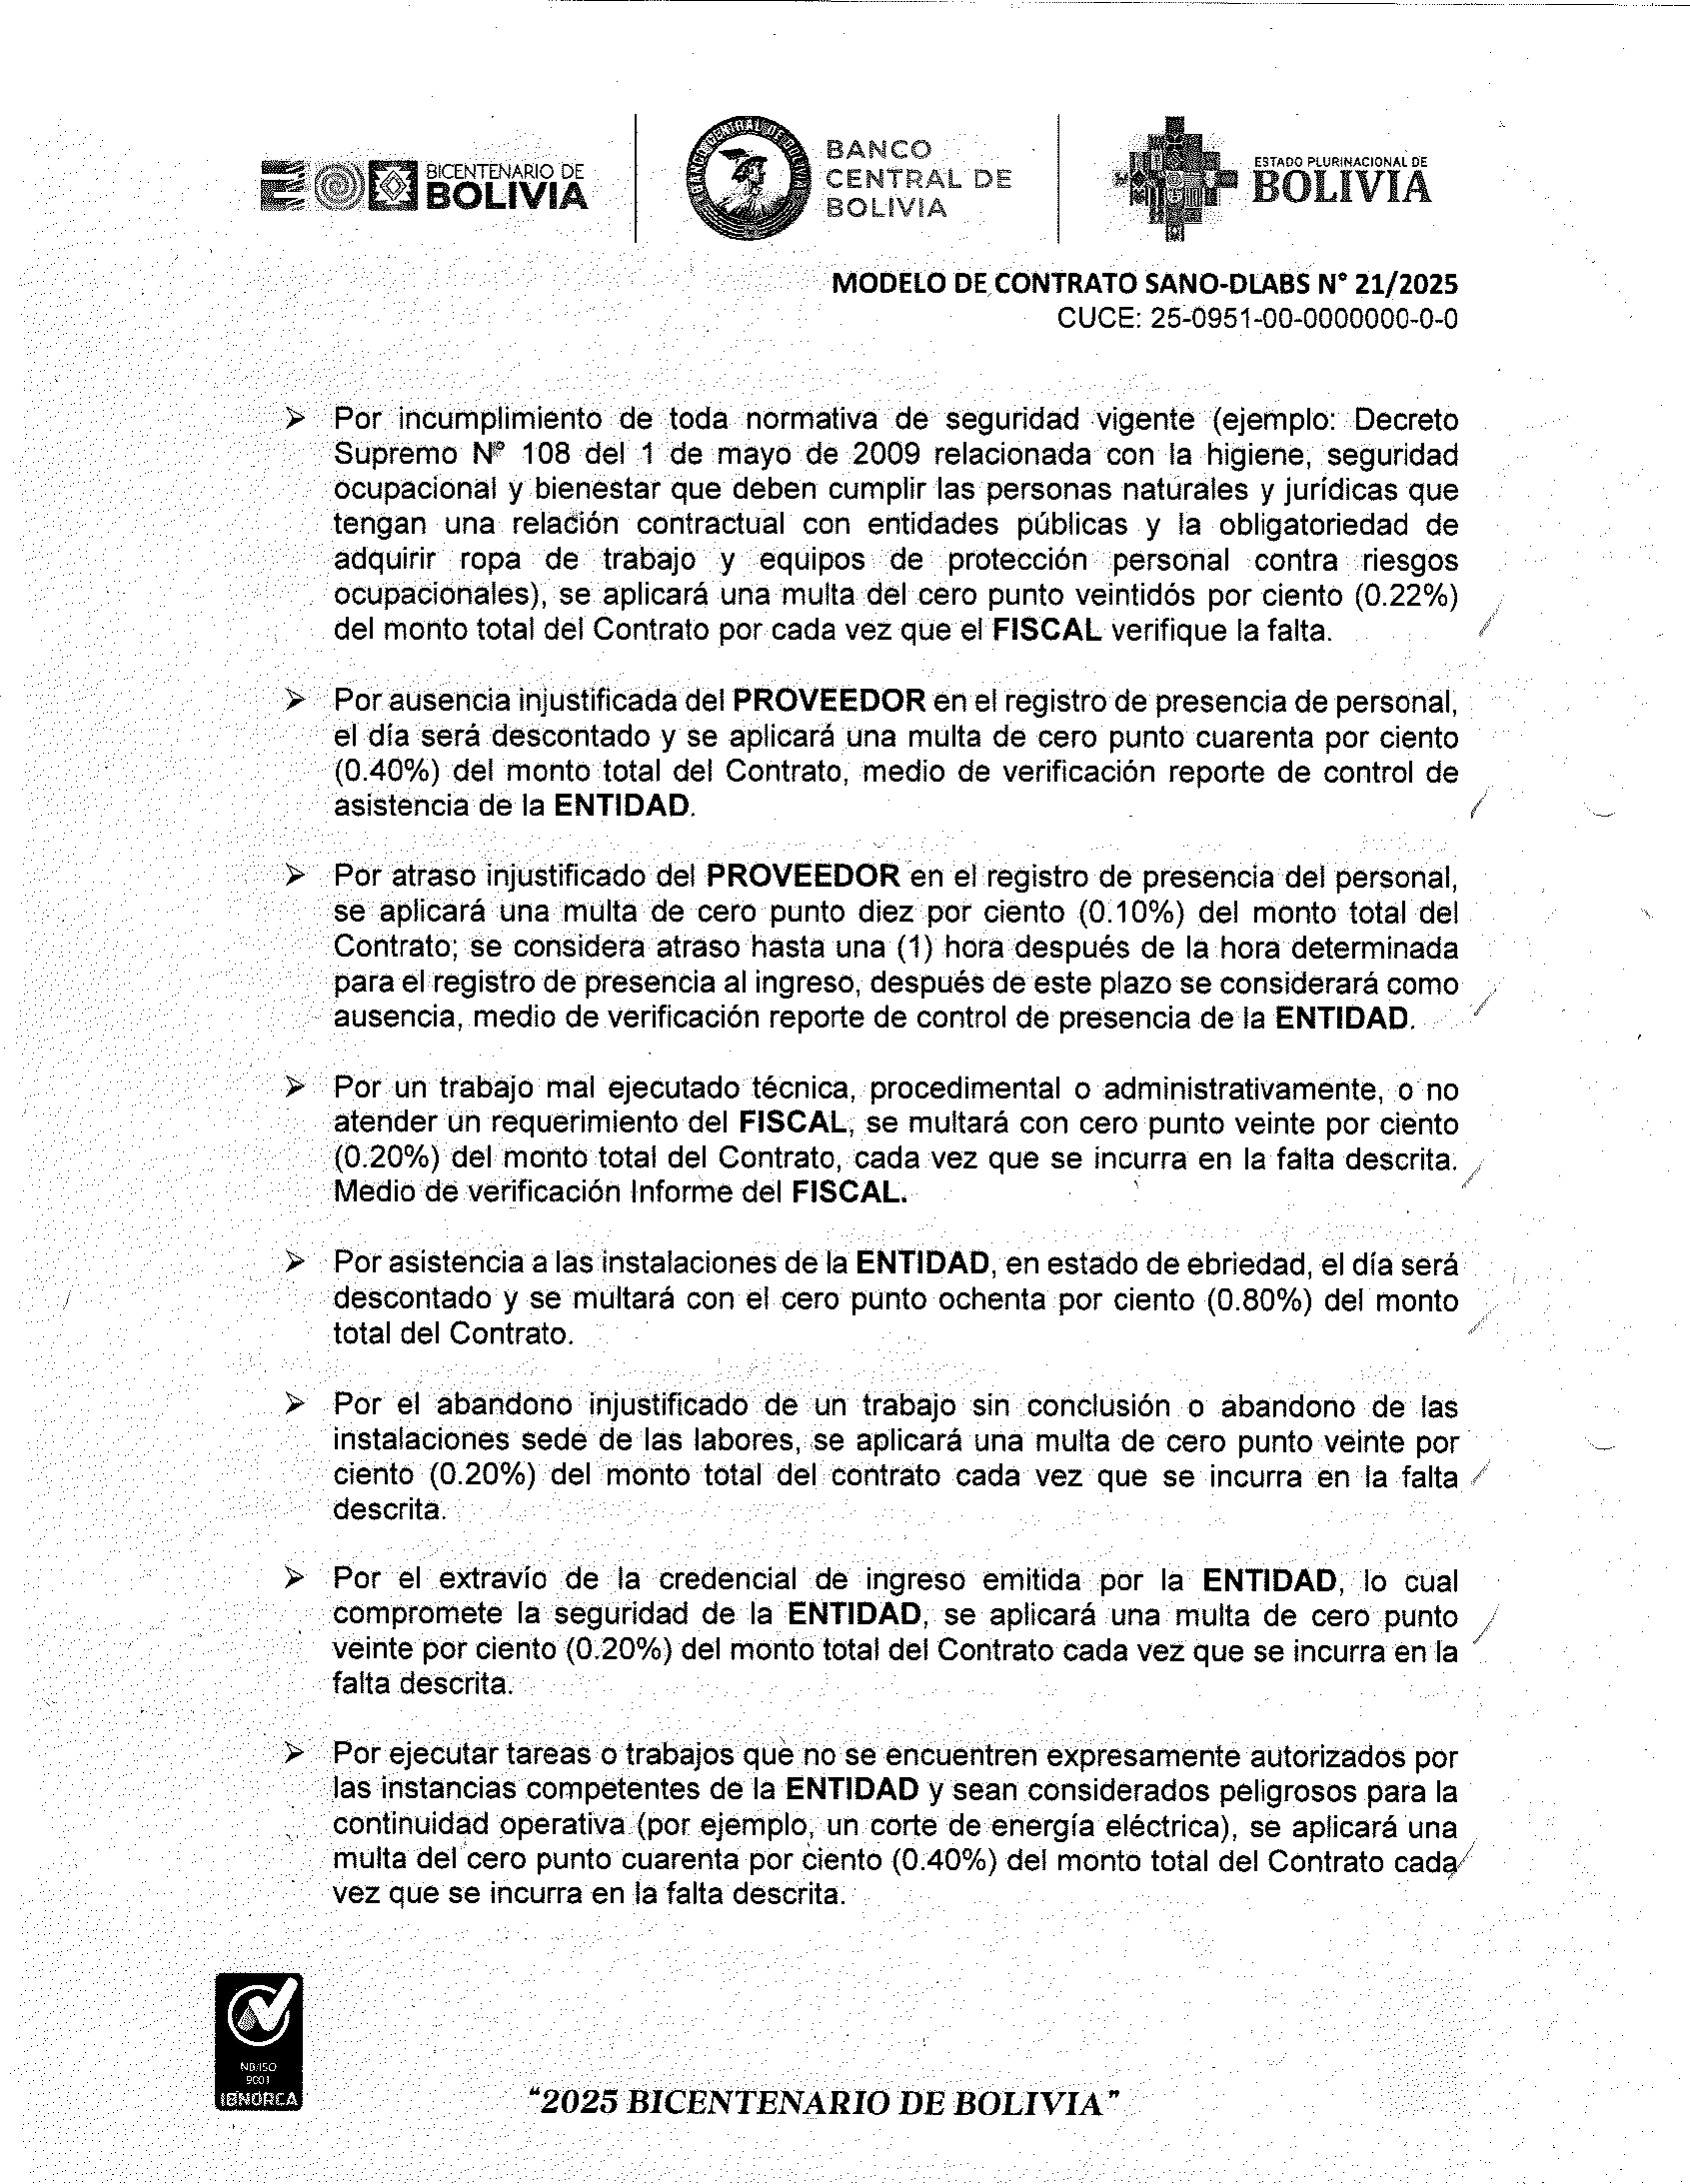 BICENTENARIO DE
BOLIVIA
BANCO CENTRAL DE BOLIVIA
BANCO
CENTRAL DE
BOLIVIA
ESTADO PLURINACIONAL DE
BOLIVIA
MODELO DE CONTRATO SANO-DLABS N° 21/2025
CUCE: 25-0951-00-0000000-0-0
➢ Por incumplimiento de toda normativa de seguridad vigente (ejemplo: Decreto
Supremo Nº 108 del 1 de mayo de 2009 relacionada con la higiene, seguridad
ocupacional y bienestar que deben cumplir las personas naturales y jurídicas que
tengan una relación contractual con entidades públicas y la obligatoriedad de
adquirir ropa de trabajo y equipos de protección personal contra riesgos
ocupacionales), se aplicará una multa del cero punto veintidós por ciento (0.22%)
del monto total del Contrato por cada vez que el FISCAL verifique la falta.
➢ Por ausencia injustificada del PROVEEDOR en el registro de presencia de personal,
el día será descontado y se aplicará una multa de cero punto cuarenta por ciento
(0.40%) del monto total del Contrato, medio de verificación reporte de control de
asistencia de la ENTIDAD.
➢ Por atraso injustificado del PROVEEDOR en el registro de presencia del personal,
se aplicará una multa de cero punto diez por ciento (0.10%) del monto total del
Contrato; se considera atraso hasta una (1) hora después de la hora determinada
para el registro de presencia al ingreso, después de este plazo se considerará como
ausencia, medio de verificación reporte de control de presencia de la ENTIDAD.
➢ Por un trabajo mal ejecutado técnica, procedimental o administrativamente, o no
atender un requerimiento del FISCAL, se multará con cero punto veinte por ciento
(0.20%) del monto total del Contrato, cada vez que se incurra en la falta descrita.
Medio de verificación Informe del FISCAL.
➢ Por asistencia a las instalaciones de la ENTIDAD, en estado de ebriedad, el día será
descontado y se multará con el cero punto ochenta por ciento (0.80%) del monto
total del Contrato.
➢ Por el abandono injustificado de un trabajo sin conclusión o abandono de las
instalaciones sede de las labores, se aplicará una multa de cero punto veinte por
ciento (0.20%) del monto total del contrato cada vez que se incurra en la falta
descrita.
➢ Por el extravío de la credencial de ingreso emitida por la ENTIDAD, lo cual
compromete la seguridad de la ENTIDAD, se aplicará una multa de cero punto
veinte por ciento (0.20%) del monto total del Contrato cada vez que se incurra en la
falta descrita.
➢ Por ejecutar tareas o trabajos que no se encuentren expresamente autorizados por
las instancias competentes de la ENTIDAD y sean considerados peligrosos para la
continuidad operativa (por ejemplo, un corte de energía eléctrica), se aplicará una
multa del cero punto cuarenta por ciento (0.40%) del monto total del Contrato cada
vez que se incurra en la falta descrita.
NB/ISO
9001
IBNORCA
“2025 BICENTENARIO DE BOLIVIA”